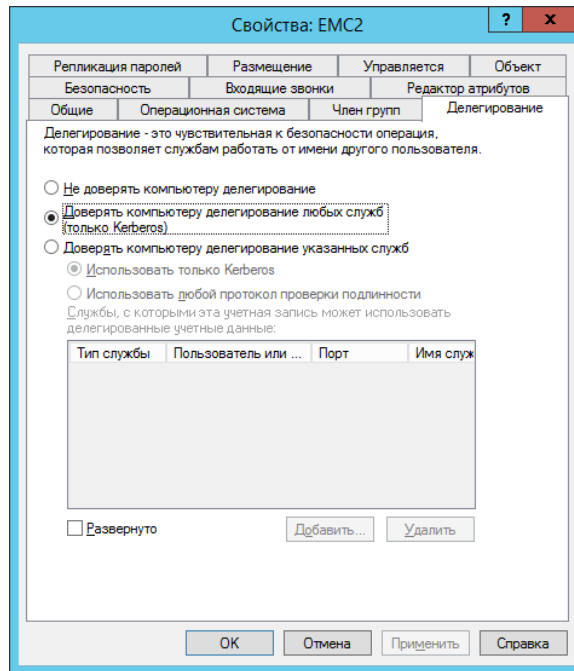 Свойства: EMC2
?
x
Репликация паролей
Размещение
Управляется
Объект
Безопасность
Входящие звонки
Редактор атрибутов
Общие
Операционная система
Член групп
Делегирование
Делегирование - это чувствительная к безопасности операция,
которая позволяет службам работать от имени другого пользователя.
Не доверять компьютеру делегирование
Доверять компьютеру делегирование любых служб
(только Kerberos)
Доверять компьютеру делегирование указанных служб
Использовать только Kerberos
Использовать любой протокол проверки подлинности
Службы, с которыми эта учетная запись может использовать
делегированные учетные данные:
Тип службы
Пользователь или ...
Порт
Имя служ
Развернуто
Добавить...
Удалить
OK
Отмена
Применить
Справка